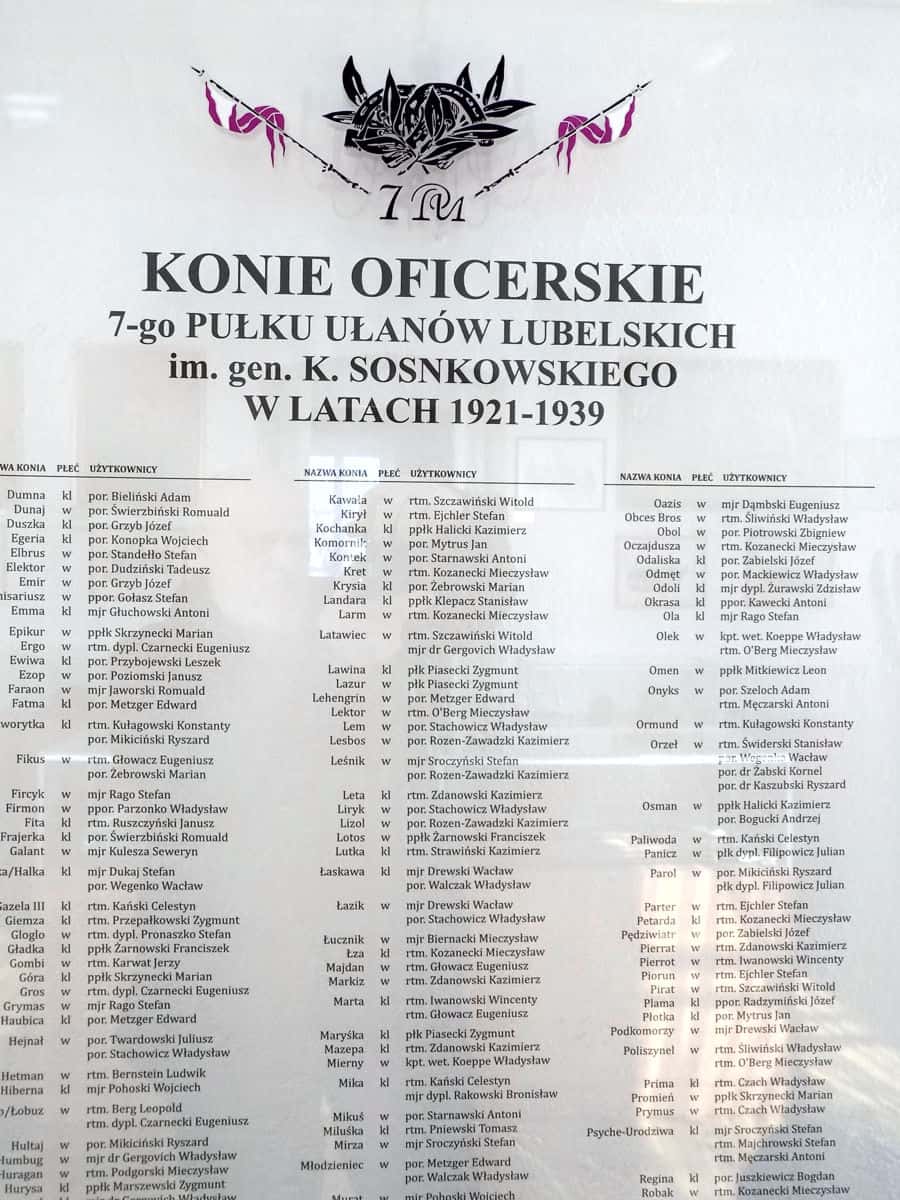 7 PU
KONIE OFICERSKIE
7-go PUŁKU UŁANÓW LUBELSKICH
im. gen. K. SOSNKOWSKIEGO
W LATACH 1921-1939
WA KONIA PŁEĆ UŻYTKOWNICY
Dumna kl por. Bieliński Adam
Dunaj w por. Świerzbiński Romuald
Duszka kl por. Grzyb Józef
Egeria kl por. Konopka Wojciech
Elbrus w por. Standełło Stefan
Elektor w por. Dudziński Tadeusz
Emir w por. Grzyb Józef
isariusz w ppor. Gołasz Stefan
Emma kl mjr Głuchowski Antoni
Epikur w ppłk Skrzynecki Marian
Ergo w rtm. dypl. Czarnecki Eugeniusz
Ewiwa kl por. Przybojewski Leszek
Ezop w por. Poziomski Janusz
Faraon w mjr Jaworski Romuald
Fatma kl por. Metzger Edward
worytka kl rtm. Kułagowski Konstanty
por. Mikiciński Ryszard
Fikus w rtm. Głowacz Eugeniusz
por. Żebrowski Marian
Fircyk w mjr Rago Stefan
Firmon w ppor. Parzonko Władysław
Fita kl rtm. Ruszczyński Janusz
Frajerka kl por. Świerzbiński Romuald
Galant w mjr Kulesza Seweryn
ka/Halka kl mjr Dukaj Stefan
por. Wegenko Wacław
Gazela III kl rtm. Kański Celestyn
Giemza kl rtm. Przepałkowski Zygmunt
Gloglo w rtm. dypl. Pronaszko Stefan
Gładka kl ppłk Żarnowski Franciszek
Gombi w rtm. Karwat Jerzy
Góra kl ppłk Skrzynecki Marian
Gros w rtm. dypl. Czarnecki Eugeniusz
Grymas w mjr Rago Stefan
Haubica kl por. Metzger Edward
Hejnał w por. Twardowski Juliusz
por. Stachowicz Władysław
Hetman w rtm. Bernstein Ludwik
Hiberna kl mjr Pohoski Wojciech
o/Łobuz w rtm. Berg Leopold
rtm. dypl. Czarnecki Eugeniusz
Hultaj w por. Mikiciński Ryszard
Humbug w mjr dr Gergovich Władysław
Huragan w rtm. Podgorski Mieczysław
Hurysa kl ppłk Marszewski Zygmunt
mjr dr Gergovich Władysław
NAZWA KONIA PŁEĆ UŻYTKOWNICY
Kawala w rtm. Szczawiński Witold
Kirył w rtm. Ejchler Stefan
Kochanka kl ppłk Halicki Kazimierz
Komornik w por. Mytrus Jan
Kontek w por. Starnawski Antoni
Kret w rtm. Kozanecki Mieczysław
Krysia kl por. Żebrowski Marian
Landara kl ppłk Klepacz Stanisław
Larm w rtm. Kozanecki Mieczysław
Latawiec w rtm. Szczawiński Witold
mjr dr Gergovich Władysław
Lawina kl płk Piasecki Zygmunt
Lazur w płk Piasecki Zygmunt
Lehengrin w por. Metzger Edward
Lektor w rtm. O'Berg Mieczysław
Lem w por. Stachowicz Władysław
Lesbos w por. Rozen-Zawadzki Kazimierz
Leśnik w mjr Sroczyński Stefan
por. Rozen-Zawadzki Kazimierz
Leta kl rtm. Zdanowski Kazimierz
Liryk w por. Stachowicz Władysław
Lizol w por. Rozen-Zawadzki Kazimierz
Lotos w ppłk Żarnowski Franciszek
Lutka kl rtm. Strawiński Kazimierz
Łaskawa kl mjr Drewski Wacław
por. Walczak Władysław
Łazik w mjr Drewski Wacław
por. Stachowicz Władysław
Łucznik w mjr Biernacki Mieczysław
Łza kl rtm. Kozanecki Mieczysław
Majdan w rtm. Głowacz Eugeniusz
Markiz w rtm. Zdanowski Kazimierz
Marta kl rtm. Iwanowski Wincenty
rtm. Głowacz Eugeniusz
Maryśka kl płk Piasecki Zygmunt
Mazepa kl rtm. Zdanowski Kazimierz
Mierny w kpt. wet. Koeppe Władysław
Mika kl rtm. Kański Celestyn
mjr dypl. Rakowski Bronisław
Mikuś w por. Starnawski Antoni
Miluśka kl rtm. Pniewski Tomasz
Mirza w mjr Sroczyński Stefan
Młodzieniec w por. Metzger Edward
por. Walczak Władysław
Murat w mjr Pohoski Wojciech
NAZWA KONIA PŁEĆ UŻYTKOWNICY
Oazis w mjr Dąmbski Eugeniusz
Obces Bros w rtm. Śliwiński Władysław
Obol w por. Piotrowski Zbigniew
Oczajdusza w rtm. Kozanecki Mieczysław
Odaliska kl por. Zabielski Józef
Odmęt w por. Mackiewicz Władysław
Odoli kl mjr dypl. Żurawski Zdzisław
Okrasa kl ppor. Kawecki Antoni
Ola kl mjr Rago Stefan
Olek w kpt. wet. Koeppe Władysław
rtm. O'Berg Mieczysław
Omen w ppłk Mitkiewicz Leon
Onyks w por. Szeloch Adam
rtm. Męczarski Antoni
Ormund w rtm. Kułagowski Konstanty
Orzeł w rtm. Świderski Stanisław
por. Wegenko Wacław
por. dr Żabski Kornel
por. dr Kaszubski Ryszard
Osman w ppłk Halicki Kazimierz
por. Bogucki Andrzej
Paliwoda w rtm. Kański Celestyn
Panicz w płk dypl. Filipowicz Julian
Parol w por. Mikiciński Ryszard
płk dypl. Filipowicz Julian
Parter w rtm. Ejchler Stefan
Petarda kl rtm. Kozanecki Mieczysław
Pędziwiatr w por. Zabielski Józef
Pierrat w rtm. Zdanowski Kazimierz
Pierrot w rtm. Iwanowski Wincenty
Piorun w rtm. Ejchler Stefan
Pirat w rtm. Szczawiński Witold
Plama kl ppor. Radzymiński Józef
Płotka kl por. Mytrus Jan
Podkomorzy w mjr Drewski Wacław
Poliszynel w rtm. Śliwiński Władysław
rtm. O'Berg Mieczysław
Prima kl rtm. Czach Władysław
Promień w ppłk Skrzynecki Marian
Prymus w rtm. Czach Władysław
Psyche-Urodziwa kl mjr Sroczyński Stefan
rtm. Majchrowski Stefan
rtm. Męczarski Antoni
Regina kl por. Juszkiewicz Bogdan
Robak w rtm. Kozanecki Mieczysław